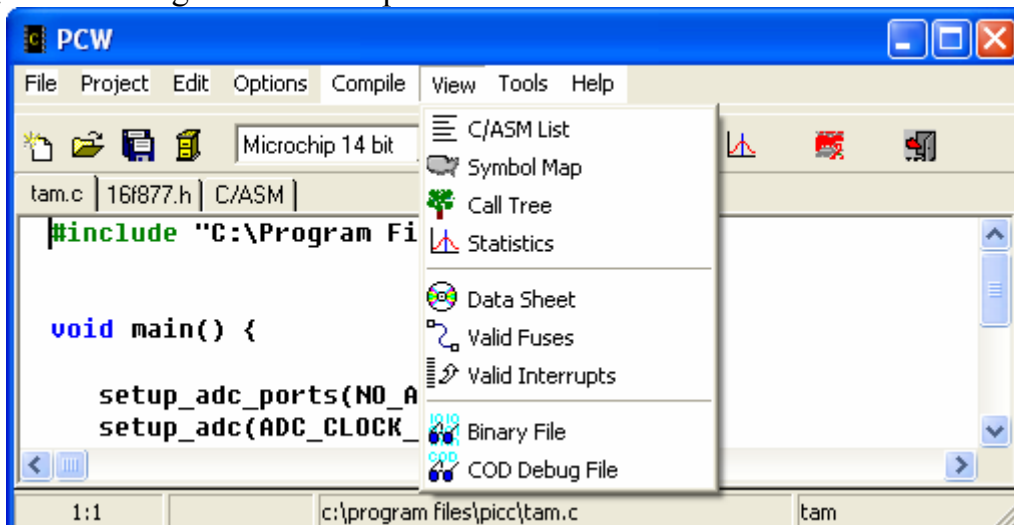 PCW
File Project Edit Options Compile View Tools Help
Microchip 14 bit
tam.c 16f877.h C/ASM
C/ASM List
Symbol Map
Call Tree
Statistics
Data Sheet
Valid Fuses
Valid Interrupts
Binary File
COD Debug File
#include "C:\Program Fi
void main() {
setup_adc_ports(NO_A
setup_adc(ADC_CLOCK_
1:1 c:\program files\picc\tam.c tam